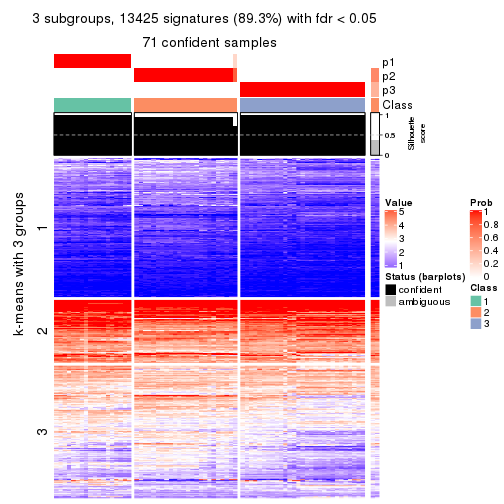 3 subgroups, 13425 signatures (89.3%) with fdr < 0.05
71 confident samples
p1
p2
p3
Class
1
0.5
0
Silhouette
score
k-means with 3 groups
1
2
3
Value
5
4
3
2
1
Status (barplots)
confident
ambiguous
Prob
1
0.8
0.6
0.4
0.2
0
Class
1
2
3